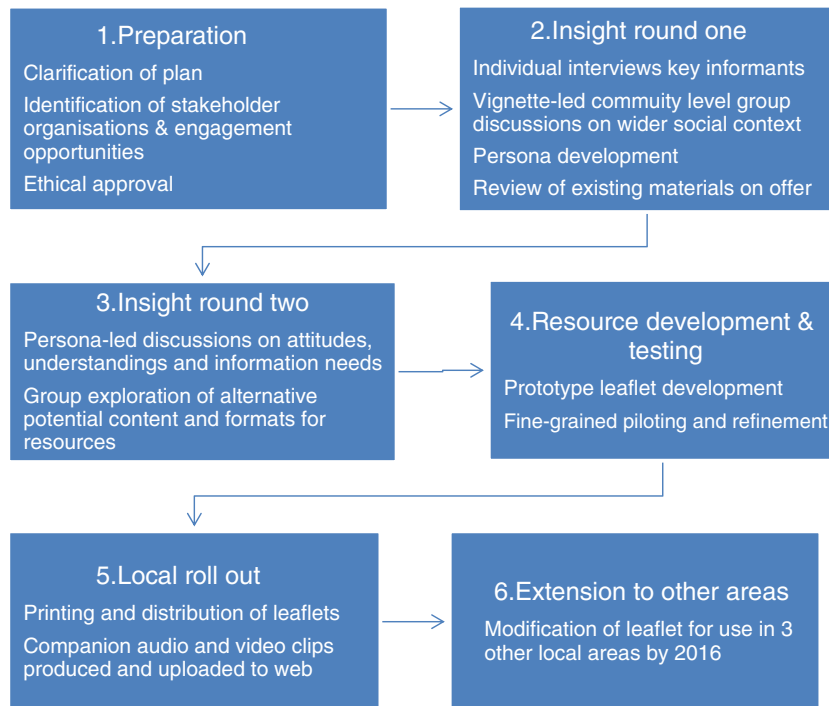 1.Preparation
Clarification of plan
Identification of stakeholder
organisations & engagement
opportunities
Ethical approval
2.Insight round one
Individual interviews key informants
Vignette-led commuity level group
discussions on wider social context
Persona development
Review of existing materials on offer
3.Insight round two
Persona-led discussions on attitudes,
understandings and information needs
Group exploration of alternative
potential content and formats for
resources
4.Resource development &
testing
Prototype leaflet development
Fine-grained piloting and refinement
5.Local roll out
Printing and distribution of leaflets
Companion audio and video clips
produced and uploaded to web
6.Extension to other areas
Modification of leaflet for use in 3
other local areas by 2016